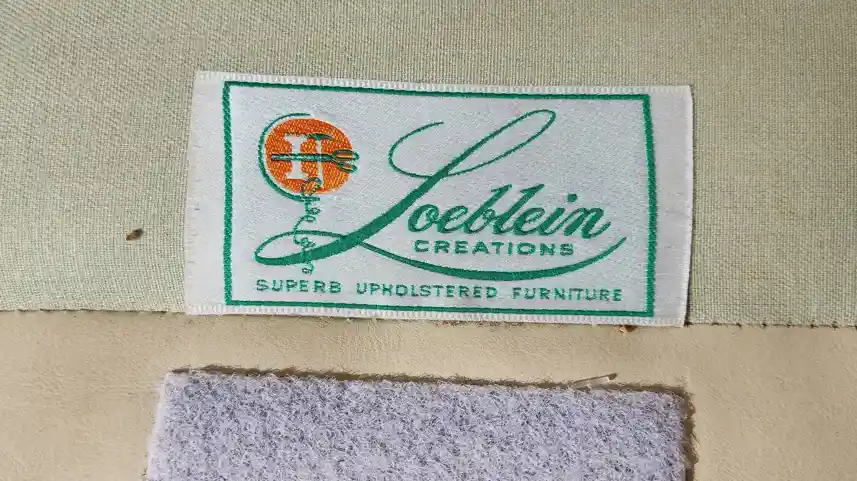 Loeblein
CREATIONS
SUPERB UPHOLSTERED FURNITURE